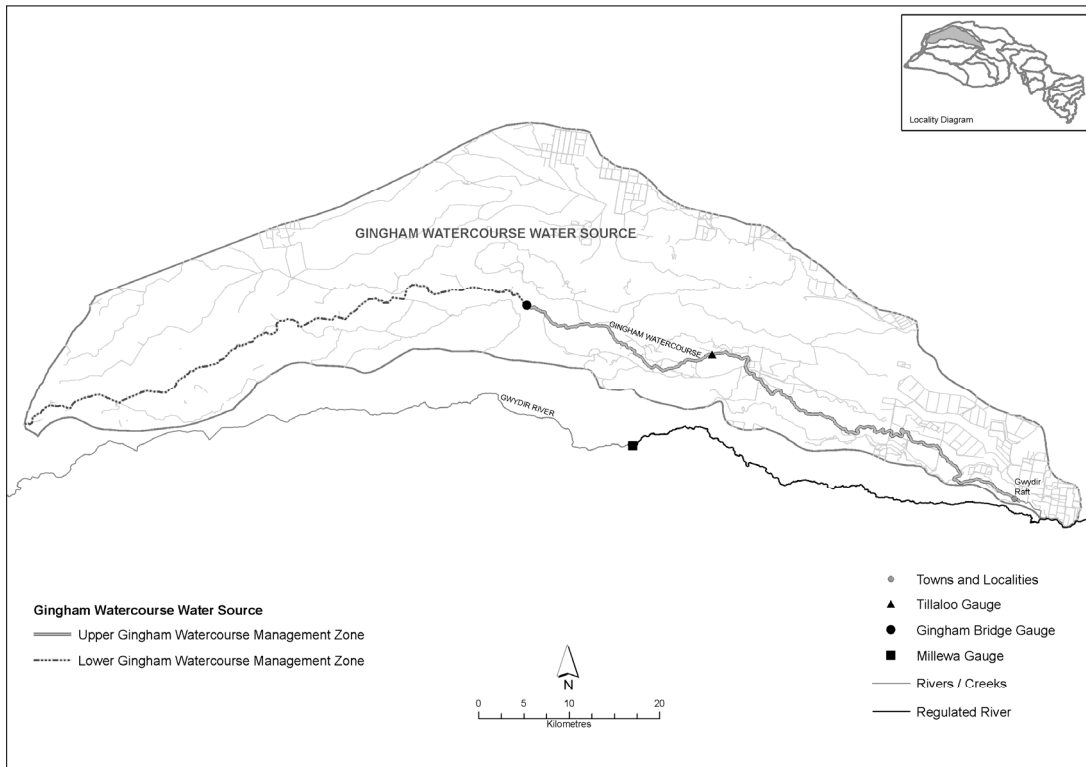 Locality Diagram
GINGHAM WATERCOURSE WATER SOURCE
GINGHAM WATERCOURSE
GWYDIR RIVER
Gwydir
Raft
Gingham Watercourse Water Source
Upper Gingham Watercourse Management Zone
Lower Gingham Watercourse Management Zone
N
0 5 10 20
Kilometres
Towns and Localities
Tillaloo Gauge
Gingham Bridge Gauge
Millewa Gauge
Rivers / Creeks
Regulated River